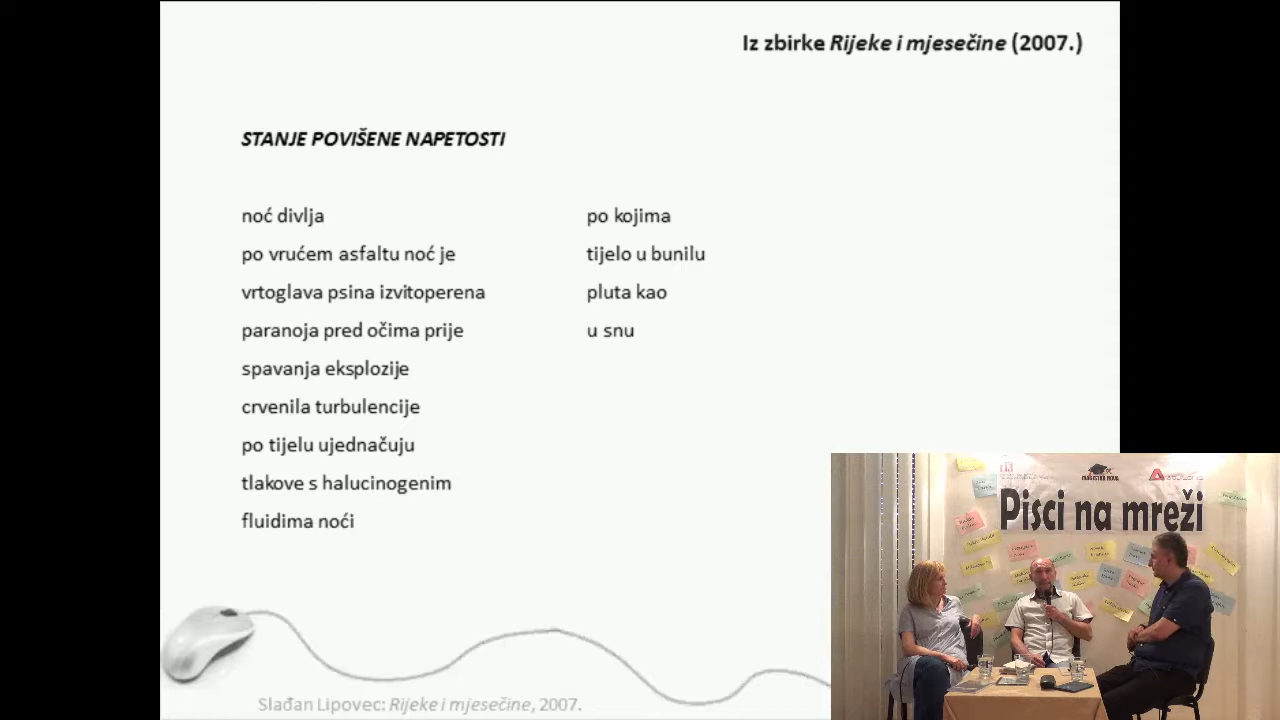 Iz zbirke Rijeke i mjesečine (2007.)
STANJE POVIŠENE NAPETOSTI
noć divlja
po vrućem asfaltu noć je
vrtoglava psina izvitoperena
paranoja pred očima prije
spavanja eksplozije
crvenila turbulencije
po tijelu ujednačuju
tlakove s halucinogenim
fluidima noći
po kojima
tijelo u bunilu
pluta kao
u snu
Slađan Lipovec: Rijeke i mjesečine, 2007.
MAGISTRA NOVA
Pisci na mreži